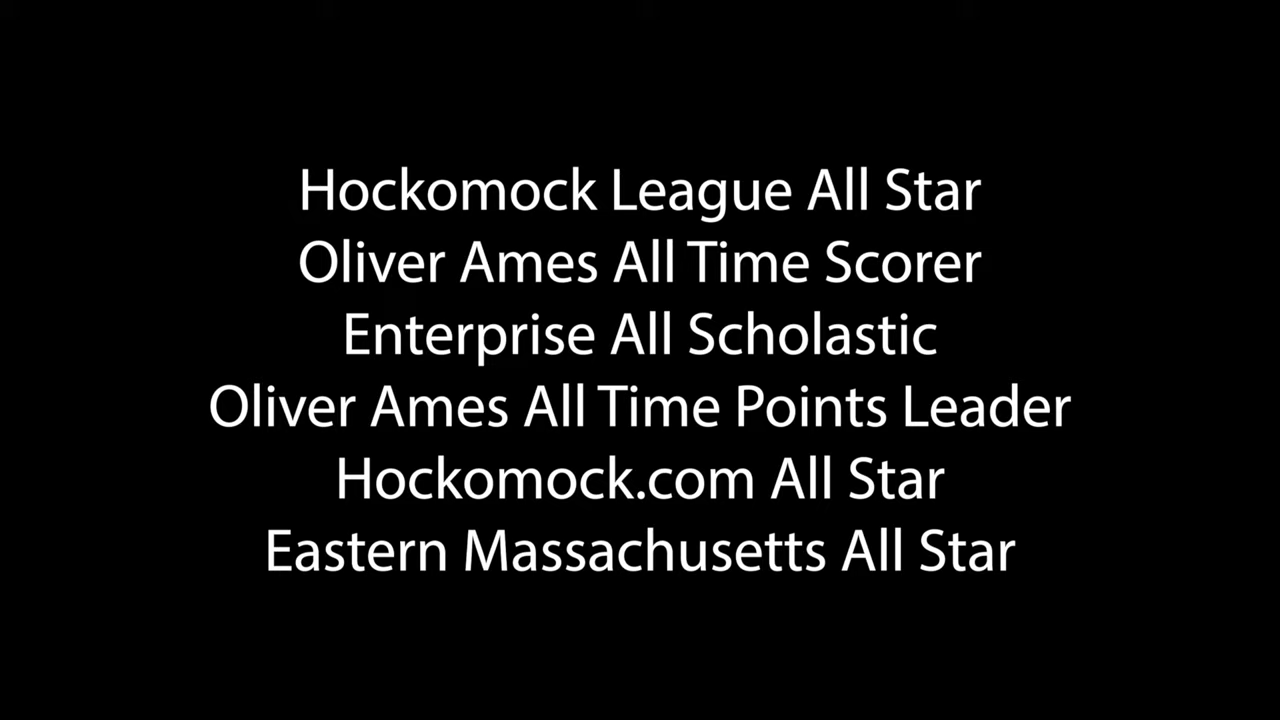 Hockomock League All Star
Oliver Ames All Time Scorer
Enterprise All Scholastic
Oliver Ames All Time Points Leader
Hockomock.com All Star
Eastern Massachusetts All Star